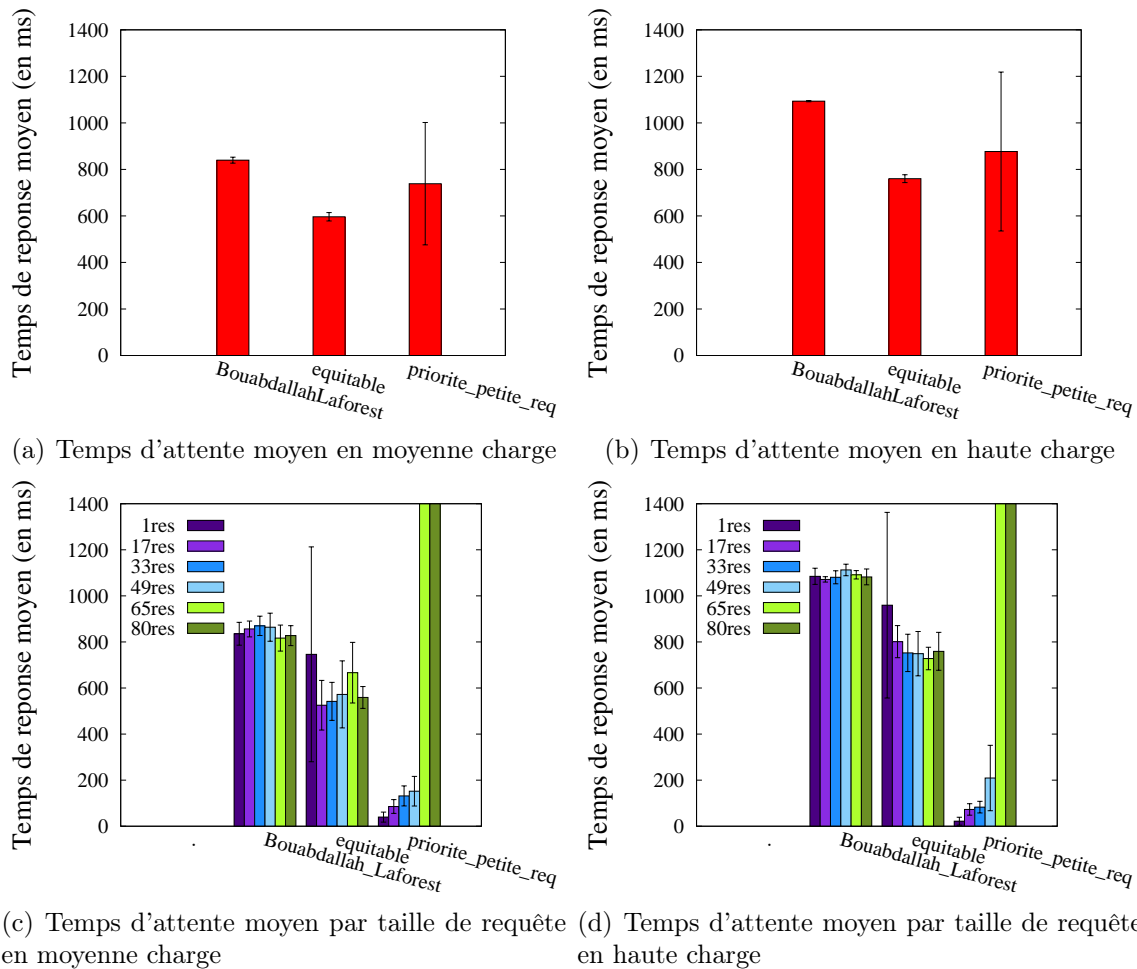 Temps de reponse moyen (en ms)
1400
1200
1000
800
600
400
200
0
BouabdallahLaforest
equitable
priorite_petite_req
(a) Temps d'attente moyen en moyenne charge
Temps de reponse moyen (en ms)
1400
1200
1000
800
600
400
200
0
BouabdallahLaforest
equitable
priorite_petite_req
(b) Temps d'attente moyen en haute charge
Temps de reponse moyen (en ms)
1400
1200
1000
800
600
400
200
0
1res
17res
33res
49res
65res
80res
.
Bouabdallah_Laforest
equitable
priorite_petite_req
(c) Temps d'attente moyen par taille de requête
en moyenne charge
Temps de reponse moyen (en ms)
1400
1200
1000
800
600
400
200
0
1res
17res
33res
49res
65res
80res
.
Bouabdallah_Laforest
equitable
priorite_petite_req
(d) Temps d'attente moyen par taille de requête
en haute charge